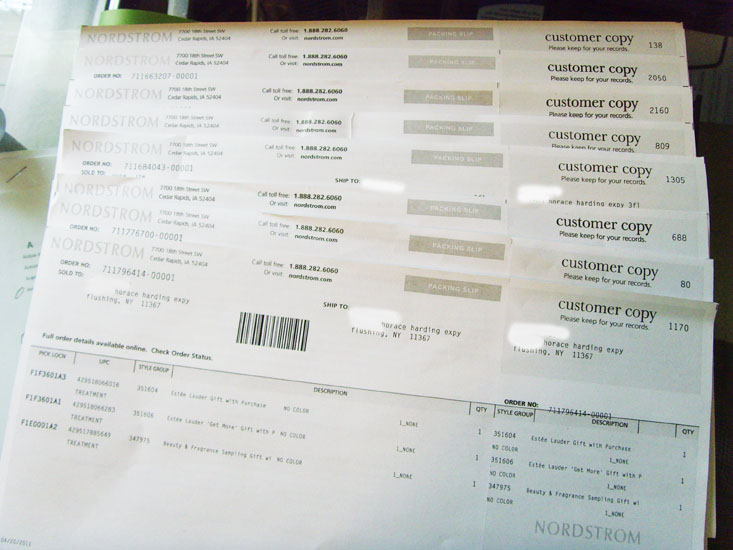 NORDSTROM 7700 18th Street SW Call toll free: 1.888.282.6060 PACKING SLIP customer copy 138
Cedar Rapids, IA 52404 Or visit: nordstrom.com Please keep for your records.
NORDSTROM 7700 18th Street SW Call toll free: 1.888.282.6060 PACKING SLIP customer copy 2050
Cedar Rapids, IA 52404 Or visit: nordstrom.com Please keep for your records.
ORDER NO: 711663207-00001
NORDSTROM 7700 18th Street SW Call toll free: 1.888.282.6060 PACKING SLIP customer copy 2160
Cedar Rapids, IA 52404 Or visit: nordstrom.com Please keep for your records.
NORDSTROM 7700 18th Street SW Call toll free: 1.888.282.6060 PACKING SLIP customer copy 809
Cedar Rapids, IA 52404 Or visit: nordstrom.com Please keep for your records.
NORDSTROM 7700 18th Street SW Call toll free: 1.888.282.6060 PACKING SLIP customer copy 1305
Cedar Rapids, IA 52404 Or visit: nordstrom.com Please keep for your records.
ORDER NO: 711684043-00001
SOLD TO: SHIP TO: horace harding expy 3fl
NORDSTROM 7700 18th Street SW Call toll free: 1.888.282.6060 PACKING SLIP customer copy 688
Cedar Rapids, IA 52404 Or visit: nordstrom.com Please keep for your records.
NORDSTROM 7700 18th Street SW Call toll free: 1.888.282.6060 PACKING SLIP customer copy 80
Cedar Rapids, IA 52404 Or visit: nordstrom.com Please keep for your records.
ORDER NO: 711776700-00001
NORDSTROM 7700 18th Street SW Call toll free: 1.888.282.6060 PACKING SLIP customer copy 1170
Cedar Rapids, IA 52404 Or visit: nordstrom.com Please keep for your records.
ORDER NO: 711796414-00001
SOLD TO: SHIP TO:
horace harding expy horace harding expy horace harding expy
flushing, NY 11367 flushing, NY 11367 flushing, NY 11367
Full order details available online. Check Order Status.
ORDER NO: 711796414-00001
PICK LOCN UPC STYLE GROUP DESCRIPTION QTY STYLE GROUP DESCRIPTION QTY
F1F3601A3 429518066016 351604 Estée Lauder Gift with Purchase NO COLOR 1_NONE 1 351604 Estée Lauder Gift with Purchase 1
TREATMENT NO COLOR 1_NONE
F1F3601A1 429518066283 351606 Estée Lauder 'Get More' Gift with P NO COLOR 1_NONE 1 351606 Estée Lauder 'Get More' Gift with P 1
TREATMENT NO COLOR 1_NONE
F1E0001A2 429517885649 347975 Beauty & Fragrance Sampling Gift wi NO COLOR 1_NONE 1 347975 Beauty & Fragrance Sampling Gift wi 1
TREATMENT NO COLOR 1_NONE
NORDSTROM
04/20/2011